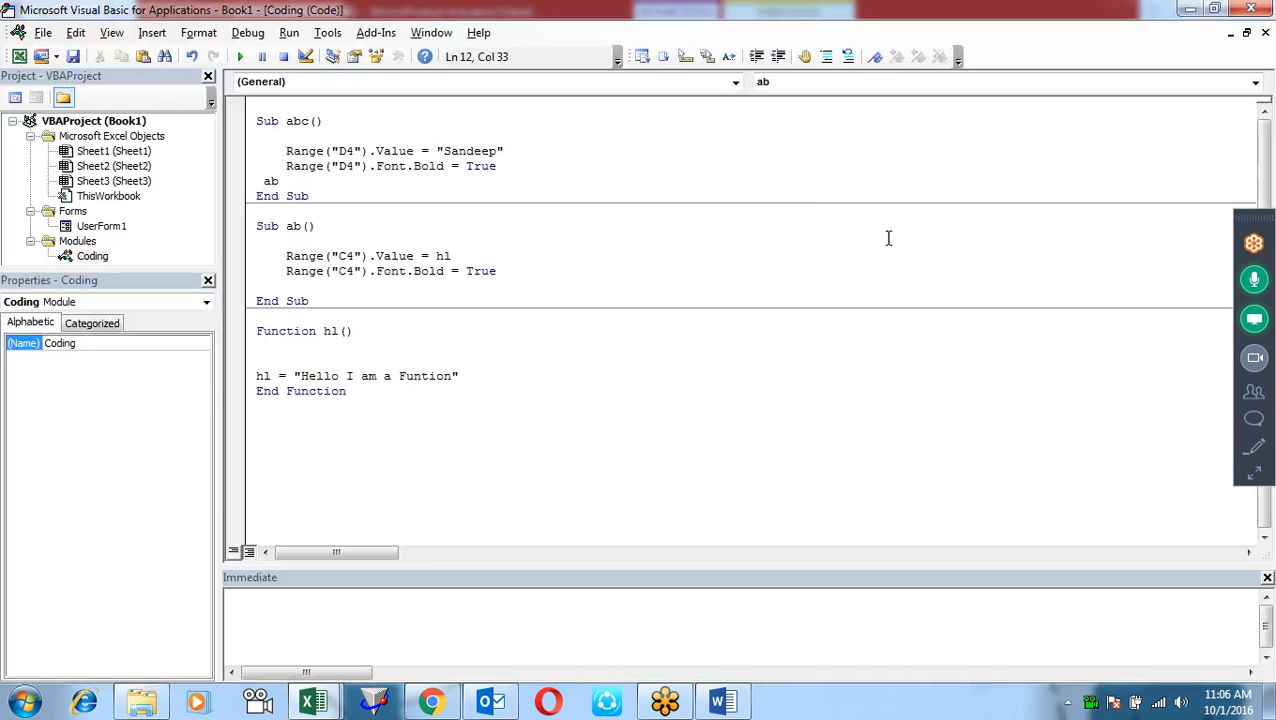 Microsoft Visual Basic for Applications - Book1 - [Coding (Code)]
File Edit View Insert Format Debug Run Tools Add-Ins Window Help
Ln 12, Col 33
Project - VBAProject
(General)
ab
VBAProject (Book1)
Microsoft Excel Objects
Sheet1 (Sheet1)
Sheet2 (Sheet2)
Sheet3 (Sheet3)
ThisWorkbook
Forms
UserForm1
Modules
Coding
Properties - Coding
Coding Module
Alphabetic Categorized
(Name) Coding
Sub abc()
Range("D4").Value = "Sandeep"
Range("D4").Font.Bold = True
ab
End Sub
Sub ab()
Range("C4").Value = hl
Range("C4").Font.Bold = True
End Sub
Function hl()
hl = "Hello I am a Funtion"
End Function
Immediate
11:06 AM
10/1/2016